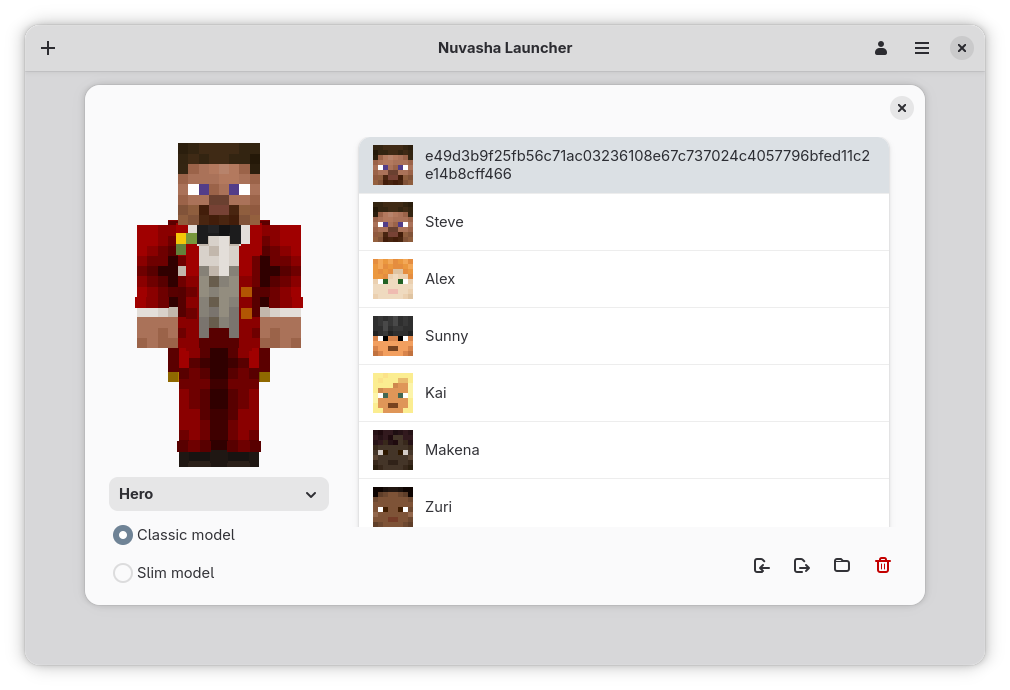 Nuvasha Launcher
e49d3b9f25fb56c71ac03236108e67c737024c4057796bfed11c2
e14b8cff466
Steve
Alex
Sunny
Kai
Makena
Zuri
Hero
Classic model
Slim model